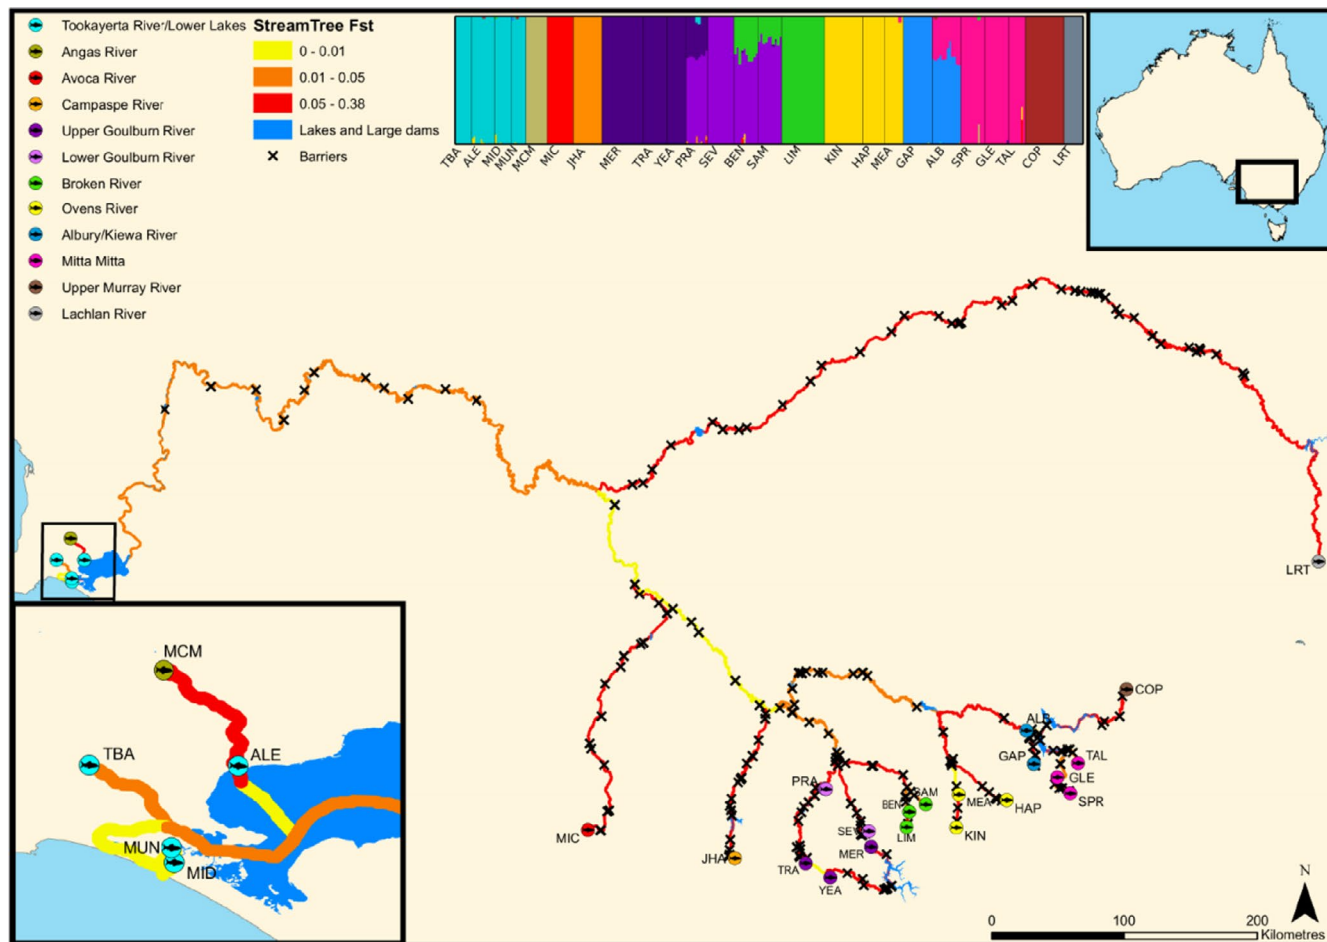 Tookayerta River/Lower Lakes
Angas River
Avoca River
Campaspe River
Upper Goulburn River
Lower Goulburn River
Broken River
Ovens River
Albury/Kiewa River
Mitta Mitta
Upper Murray River
Lachlan River
StreamTree Fst
0 - 0.01
0.01 - 0.05
0.05 - 0.38
Lakes and Large dams
Barriers
TBA ALE MID MUN MCM MIC JHA MER TRA YEA PRA SEV BEN SAM LIM KIN HAP MEA GAP ALB SPR GLE TAL COP LRT
LRT
COP
ALB
GAP
TAL
GLE
SPR
PRA
BEN
SAM
MEA
HAP
MIC
SEV
LIM
KIN
JHA
MER
TRA
YEA
MCM
TBA
ALE
MUN
MID
N
0 100 200
Kilometres